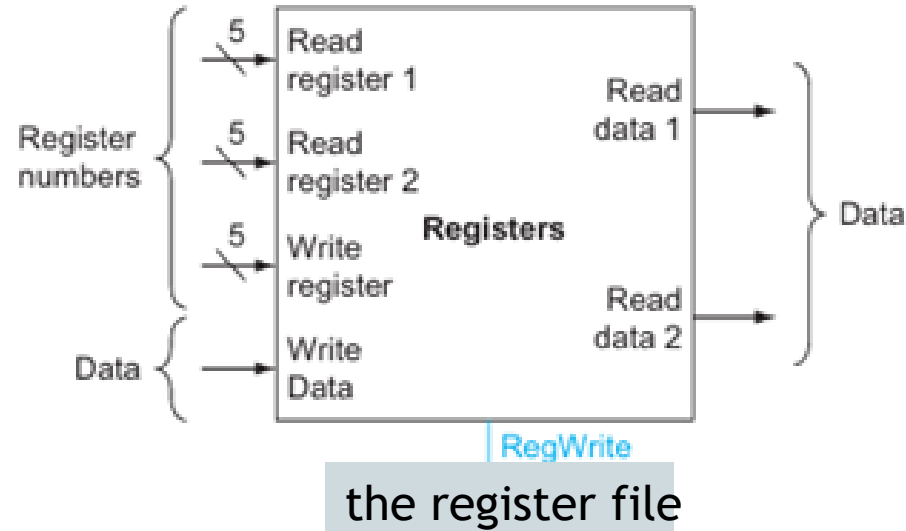 Register
numbers
Data
5
Read
register 1
5
Read
register 2
5
Write
register
Write
Data
Registers
Read
data 1
Read
data 2
Data
RegWrite
the register file